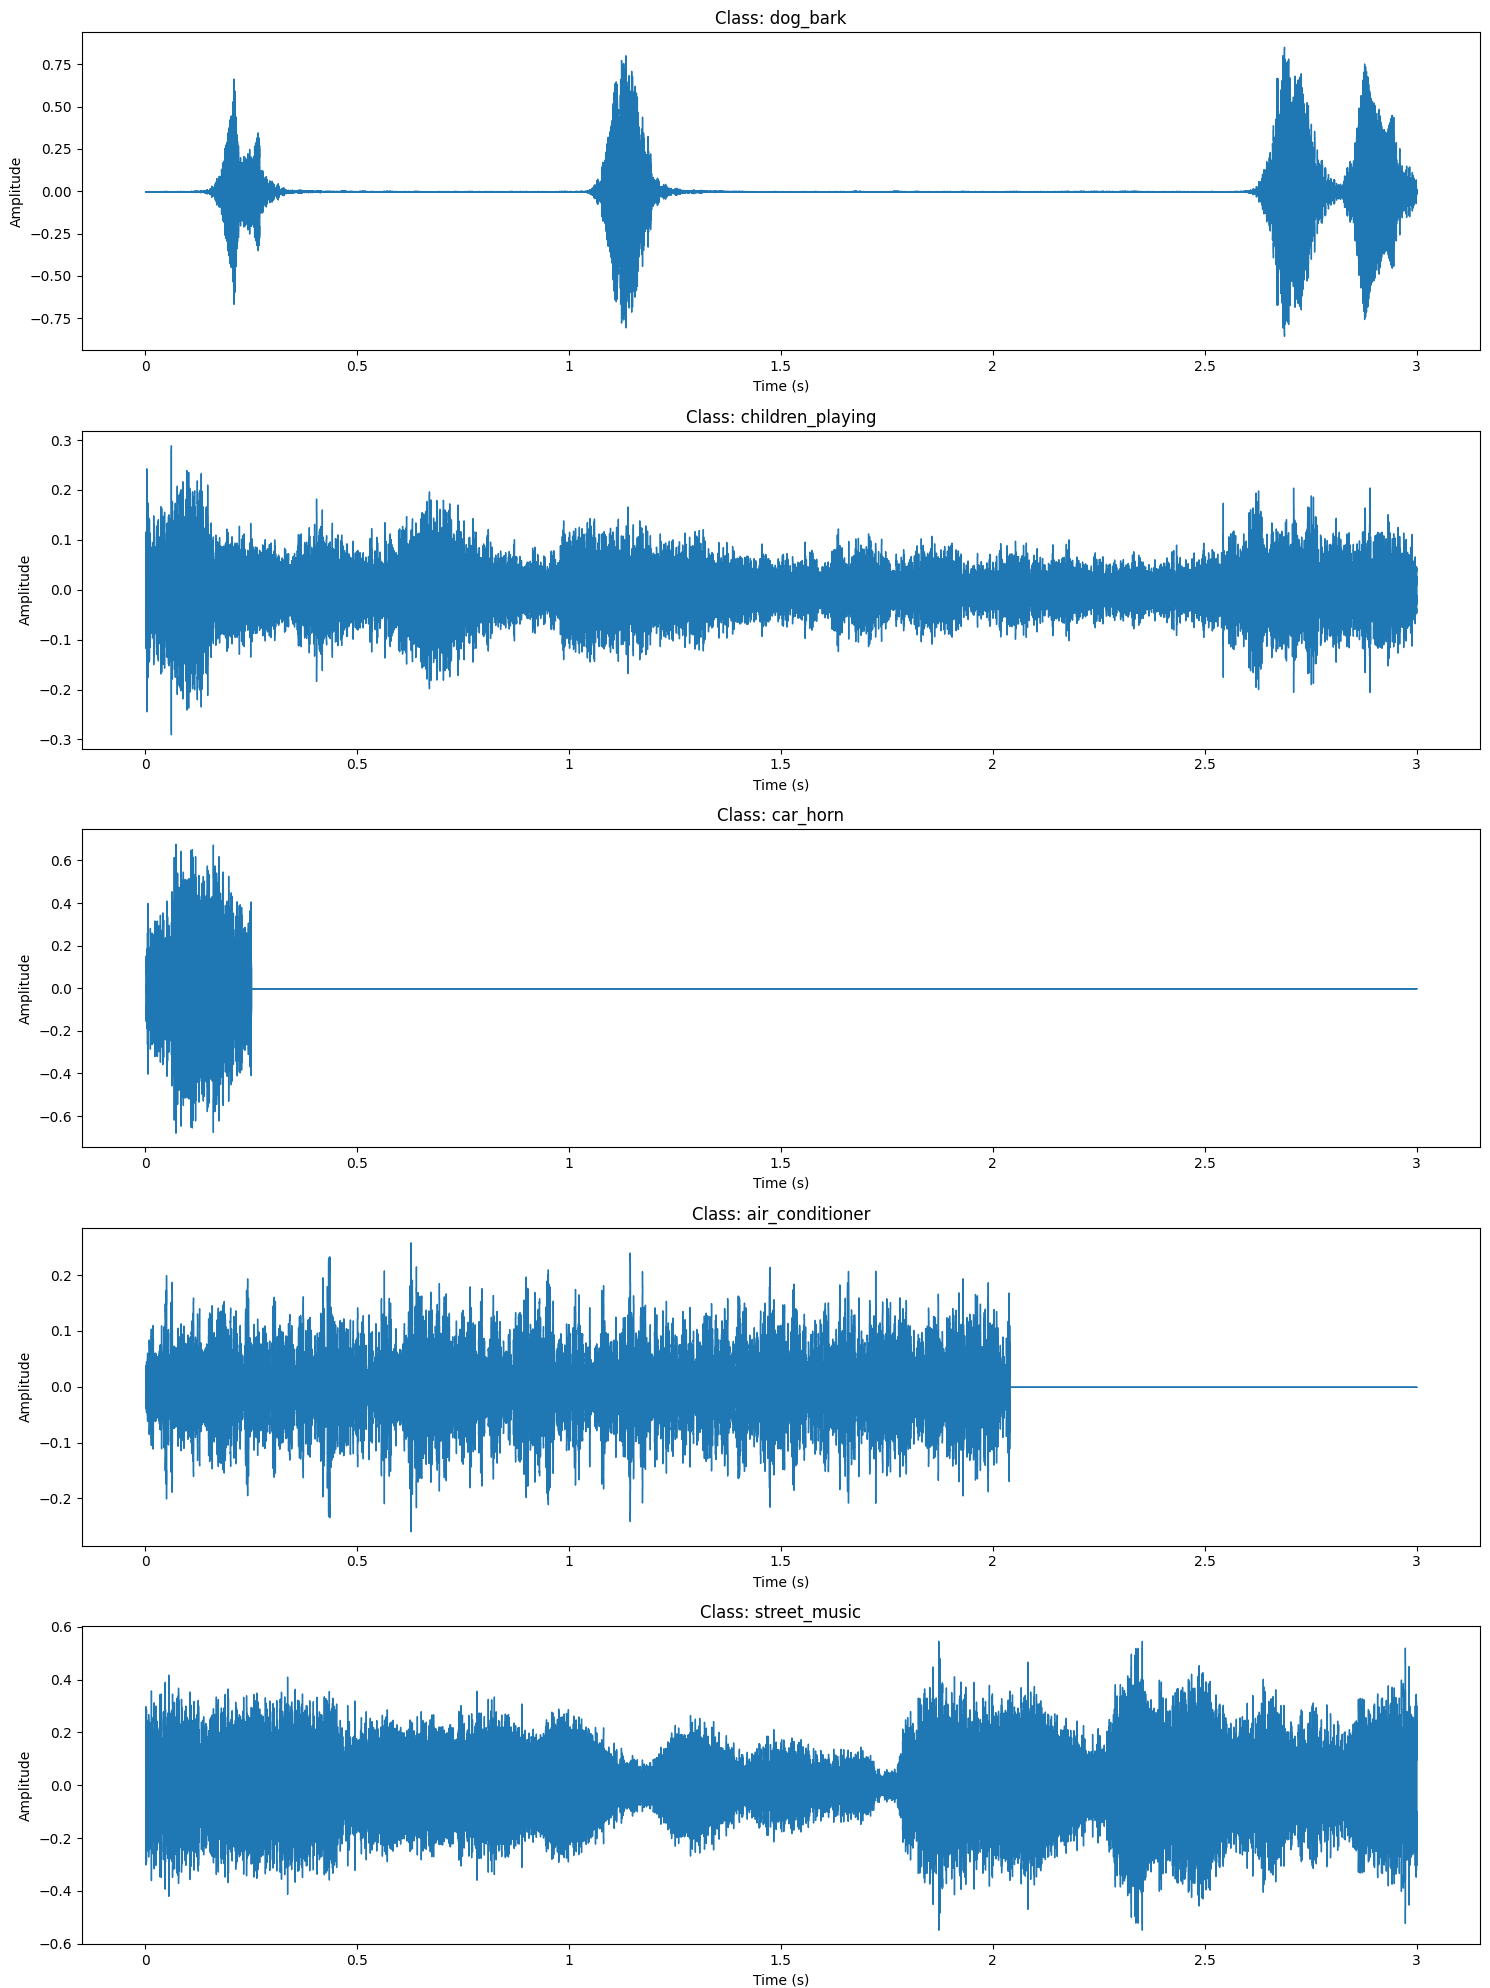 Class: dog_bark
0.75
0.50
0.25
0.00
−0.25
−0.50
−0.75
Amplitude
0 0.5 1 1.5 2 2.5 3
Time (s)
Class: children_playing
0.3
0.2
0.1
0.0
−0.1
−0.2
−0.3
Amplitude
0 0.5 1 1.5 2 2.5 3
Time (s)
Class: car_horn
0.6
0.4
0.2
0.0
−0.2
−0.4
−0.6
Amplitude
0 0.5 1 1.5 2 2.5 3
Time (s)
Class: air_conditioner
0.2
0.1
0.0
−0.1
−0.2
Amplitude
0 0.5 1 1.5 2 2.5 3
Time (s)
Class: street_music
0.6
0.4
0.2
0.0
−0.2
−0.4
−0.6
Amplitude
0 0.5 1 1.5 2 2.5 3
Time (s)